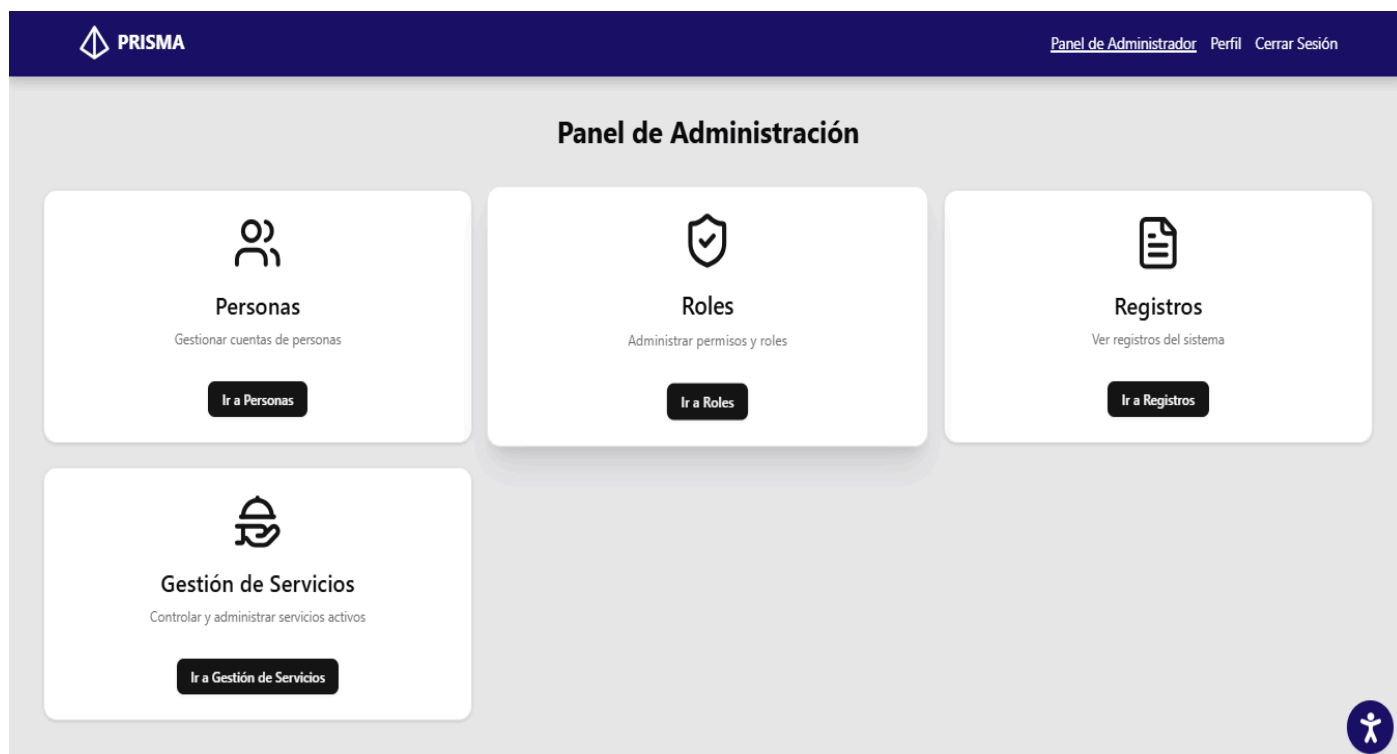 PRISMA
Panel de Administrador Perfil Cerrar Sesión
Panel de Administración
Personas
Gestionar cuentas de personas
Ir a Personas
Roles
Administrar permisos y roles
Ir a Roles
Registros
Ver registros del sistema
Ir a Registros
Gestión de Servicios
Controlar y administrar servicios activos
Ir a Gestión de Servicios